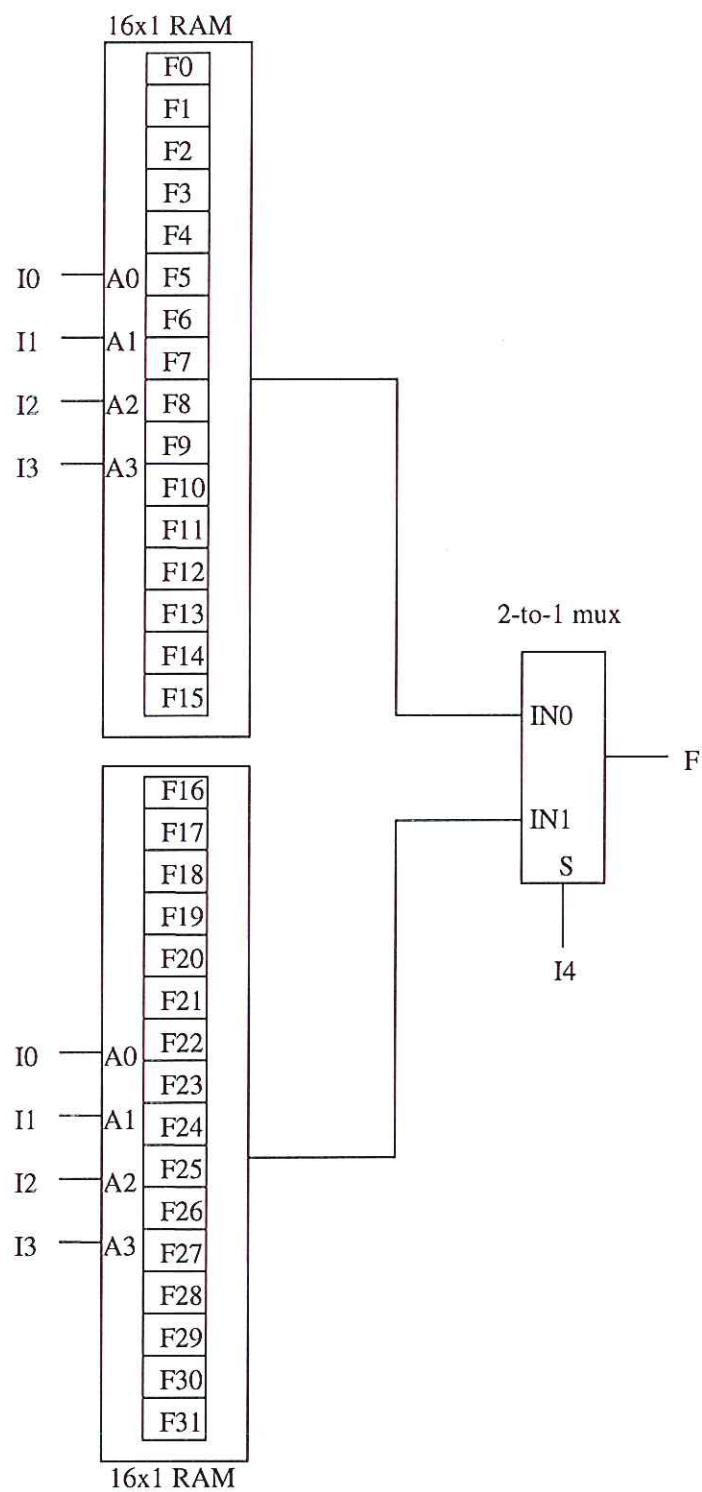 16x1 RAM
F0
F1
F2
F3
F4
I0
A0
F5
F6
I1
A1
F7
I2
A2
F8
F9
I3
A3
F10
F11
F12
F13
F14
F15
2-to-1 mux
IN0
F
IN1
S
I4
F16
F17
F18
F19
F20
F21
I0
A0
F22
F23
I1
A1
F24
F25
I2
A2
F26
I3
A3
F27
F28
F29
F30
F31
16x1 RAM